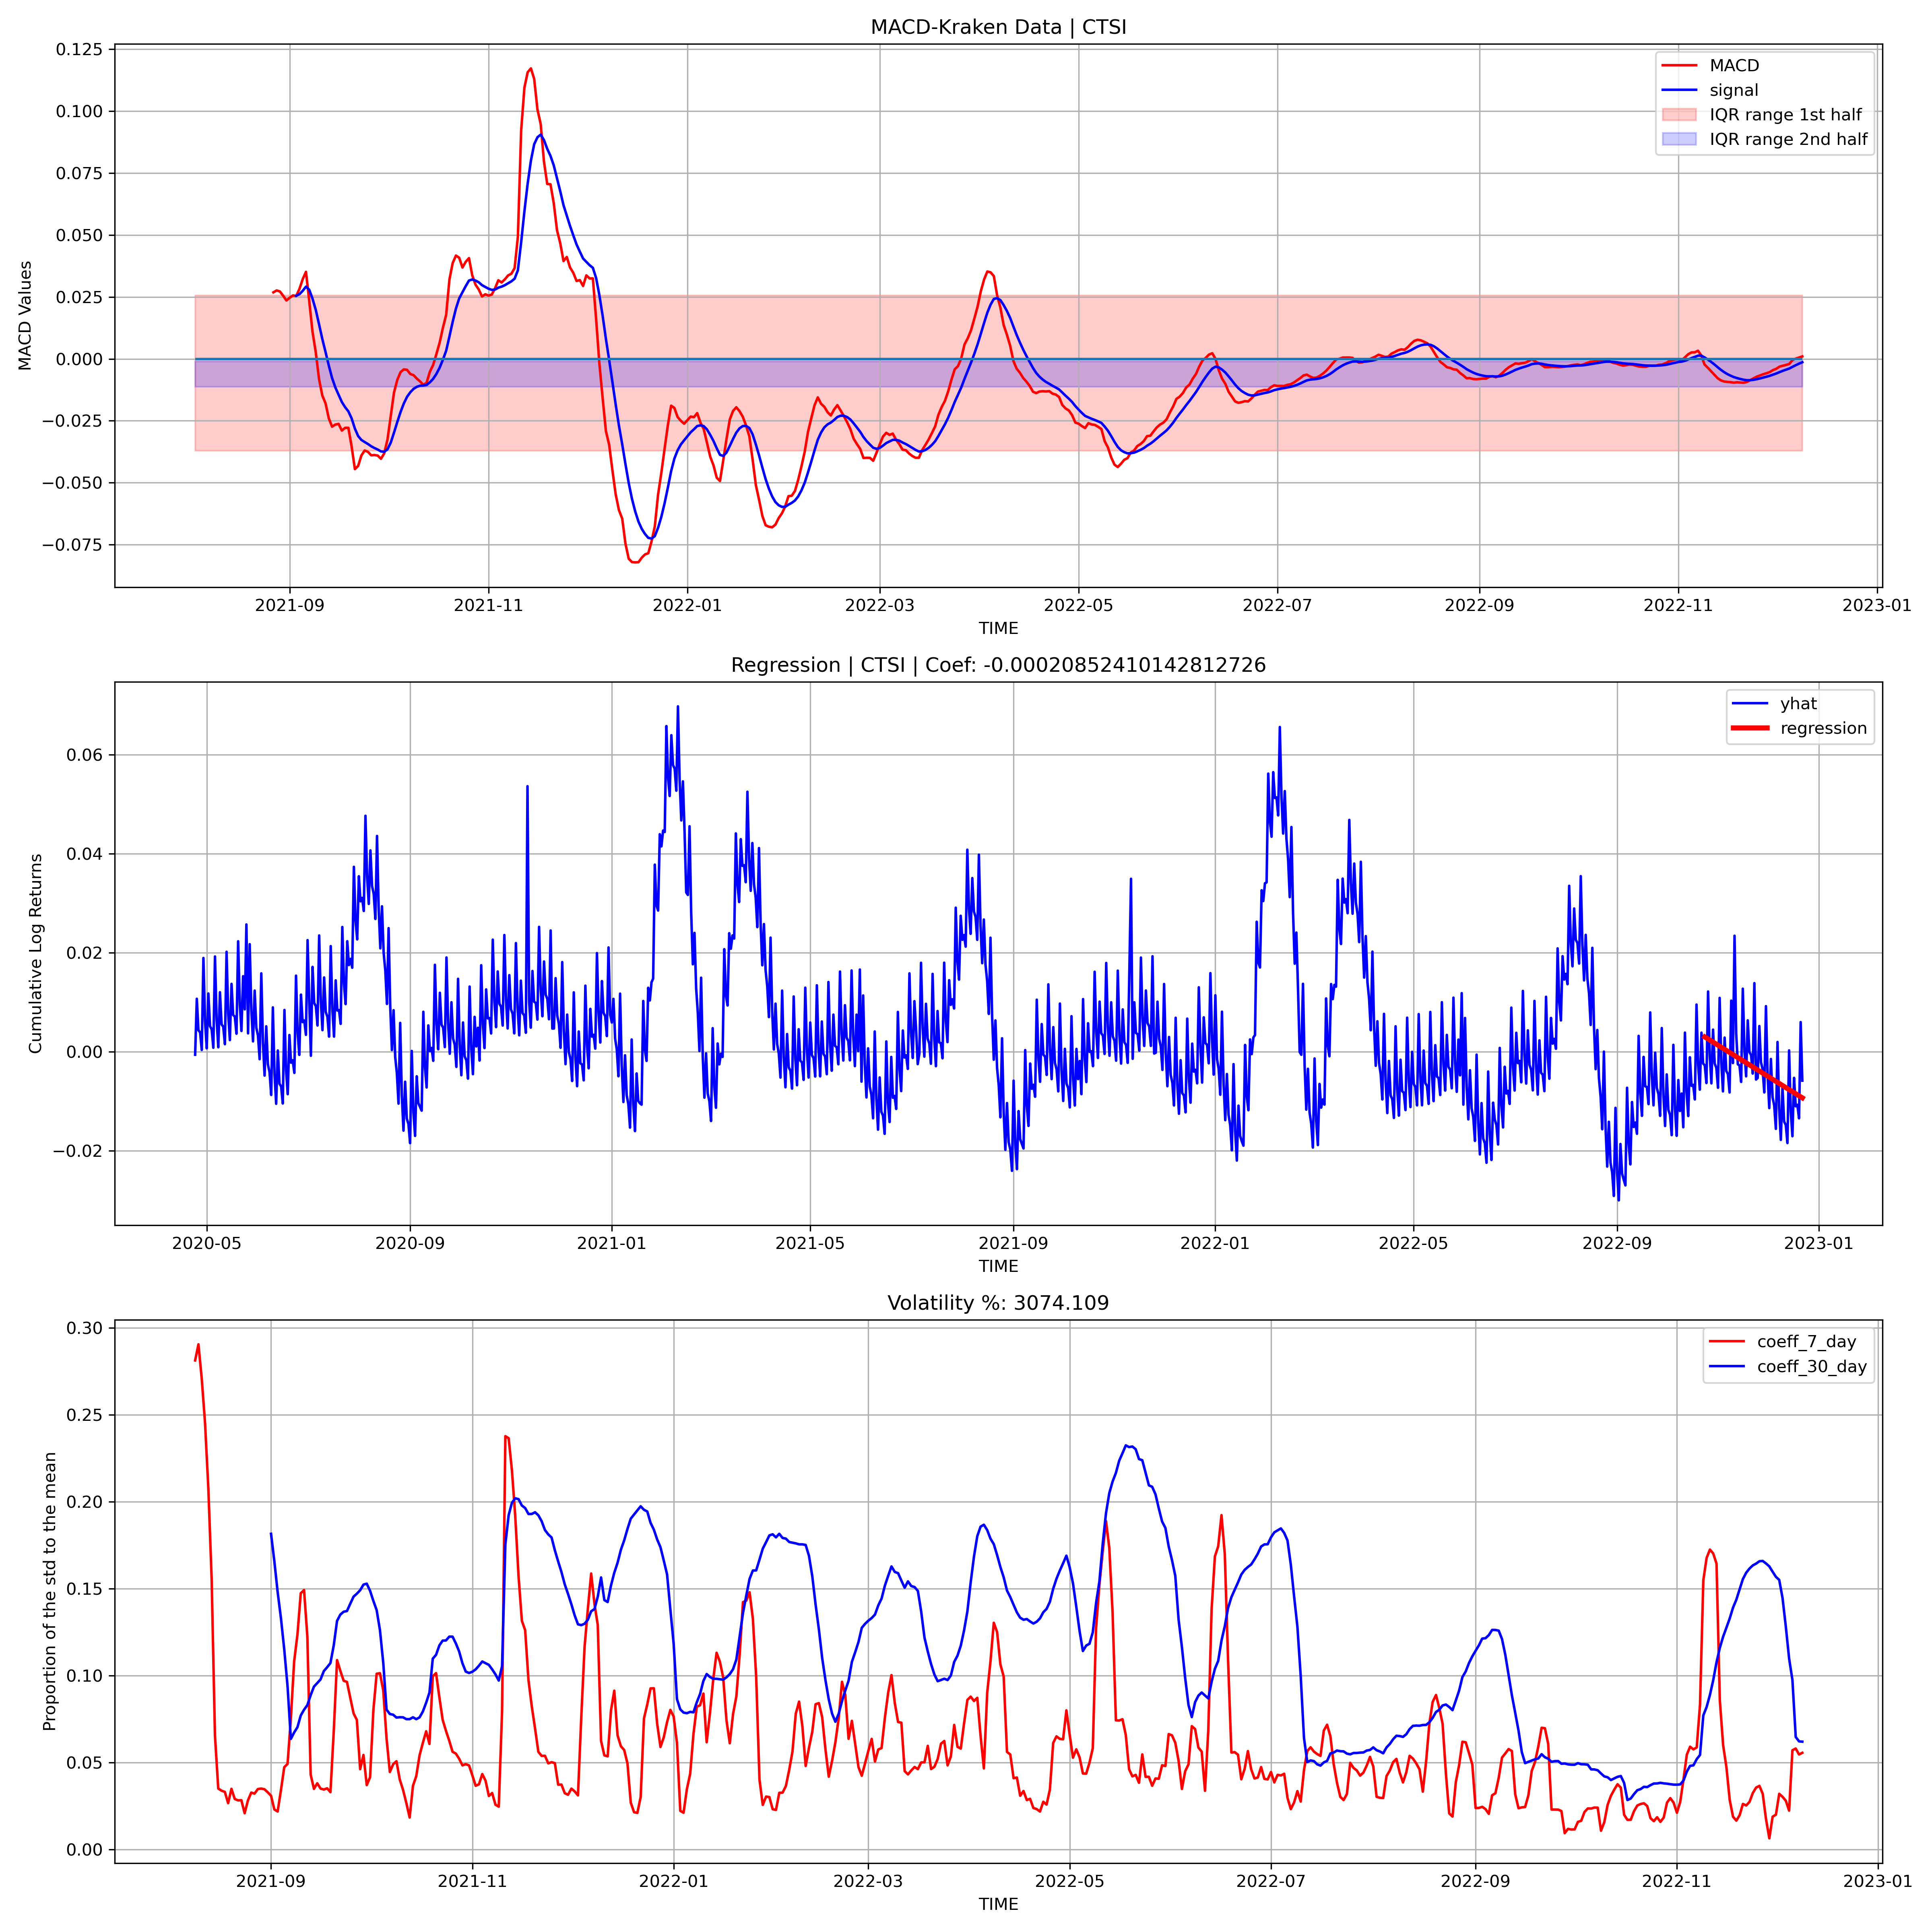 MACD-Kraken Data | CTSI
MACD Values
0.125
0.100
0.075
0.050
0.025
0.000
−0.025
−0.050
−0.075
MACD
signal
IQR range 1st half
IQR range 2nd half
2021-09 2021-11 2022-01 2022-03 2022-05 2022-07 2022-09 2022-11 2023-01
TIME
Regression | CTSI | Coef: -0.00020852410142812726
Cumulative Log Returns
0.06
0.04
0.02
0.00
−0.02
yhat
regression
2020-05 2020-09 2021-01 2021-05 2021-09 2022-01 2022-05 2022-09 2023-01
TIME
Volatility %: 3074.109
Proportion of the std to the mean
0.30
0.25
0.20
0.15
0.10
0.05
0.00
coeff_7_day
coeff_30_day
2021-09 2021-11 2022-01 2022-03 2022-05 2022-07 2022-09 2022-11 2023-01
TIME